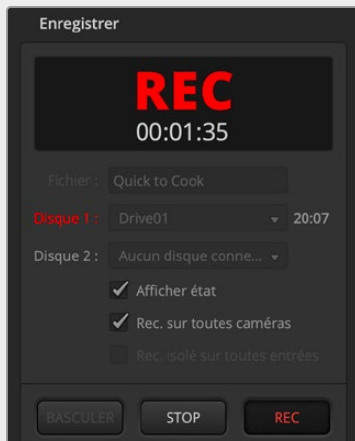 Enregistrer
REC
00:01:35
Fichier : Quick to Cook
Disque 1 : Drive01 20:07
Disque 2 : Aucun disque conne...
Afficher état
Rec. sur toutes caméras
Rec. isolé sur toutes entrées
BASCULER STOP REC